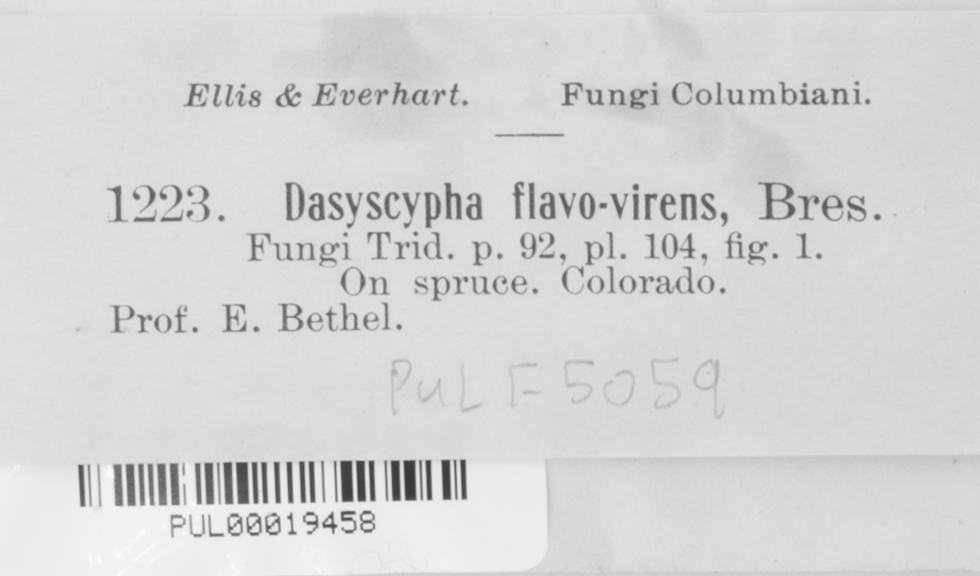 Ellis & Everhart. Fungi Columbiani.
1223. Dasyscypha flavo-virens, Bres.
Fungi Trid. p. 92, pl. 104, fig. 1.
On spruce. Colorado.
Prof. E. Bethel.
PUL F5059
PUL00019458